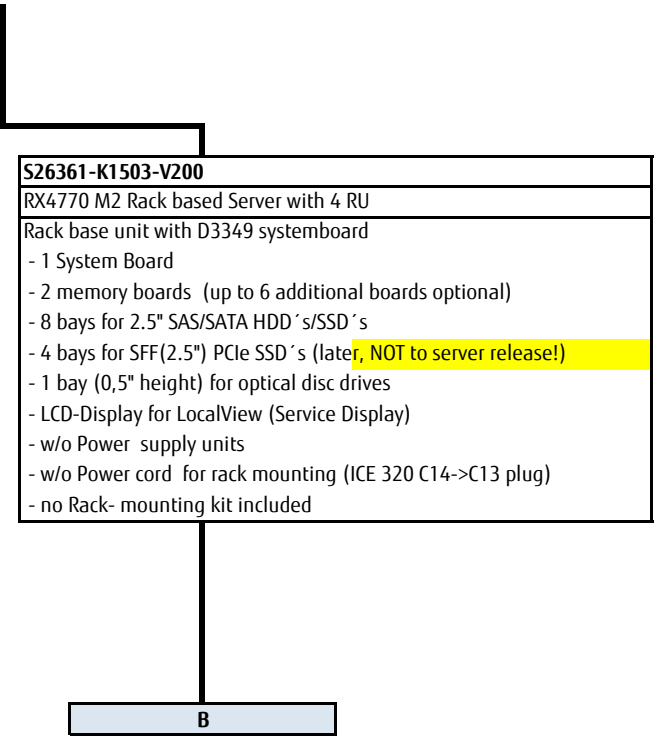 S26361-K1503-V200
RX4770 M2 Rack based Server with 4 RU
Rack base unit with D3349 systemboard
- 1 System Board
- 2 memory boards  (up to 6 additional boards optional)
- 8 bays for 2.5" SAS/SATA HDD´s/SSD´s
- 4 bays for SFF(2.5") PCIe SSD´s (later, NOT to server release!)
- 1 bay (0,5" height) for optical disc drives
- LCD-Display for LocalView (Service Display)
- w/o Power  supply units
- w/o Power cord  for rack mounting (ICE 320 C14->C13 plug)
- no Rack- mounting kit included
B